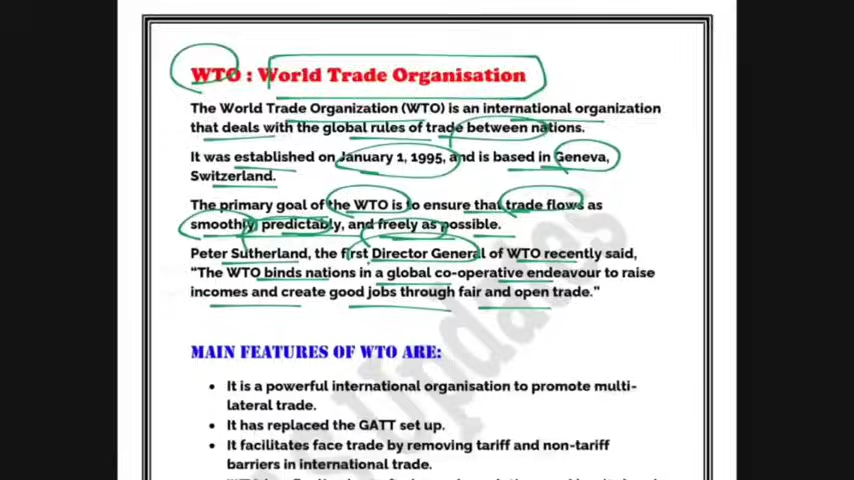 WTO : World Trade Organisation
The World Trade Organization (WTO) is an international organization
that deals with the global rules of trade between nations.
It was established on January 1, 1995, and is based in Geneva,
Switzerland.
The primary goal of the WTO is to ensure that trade flows as
smoothly, predictably, and freely as possible.
Peter Sutherland, the first Director General of WTO recently said,
“The WTO binds nations in a global co-operative endeavour to raise
incomes and create good jobs through fair and open trade.”
MAIN FEATURES OF WTO ARE:
• It is a powerful international organisation to promote multi-
lateral trade.
• It has replaced the GATT set up.
• It facilitates face trade by removing tariff and non-tariff
barriers in international trade.
Updates